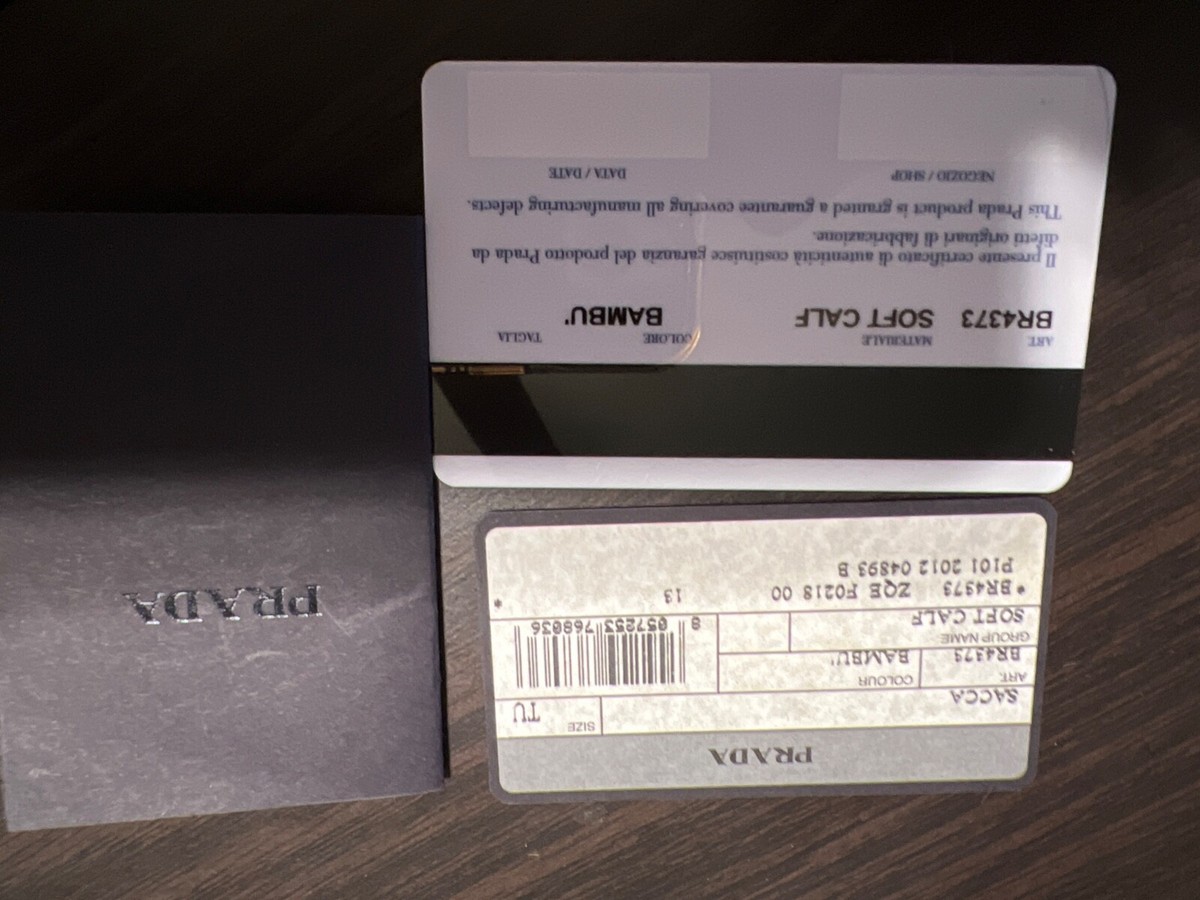 PRADA
SACCA
SIZE TU
ART. BR4373
COLOUR BAMBU'
GROUP NAME
SOFT CALF
8 057253 768036
*BR4373 ZQE F0218 00 13 *
P101 2012 04893 B
ART. MATERIALE COLORE TAGLIA
BR4373 SOFT CALF BAMBU'
Il presente certificato di autenticità costituisce garanzia del prodotto Prada da
difetti originari di fabbricazione.
This Prada product is granted a guarantee covering all manufacturing defects.
NEGOZIO / SHOP DATA / DATE
PRADA